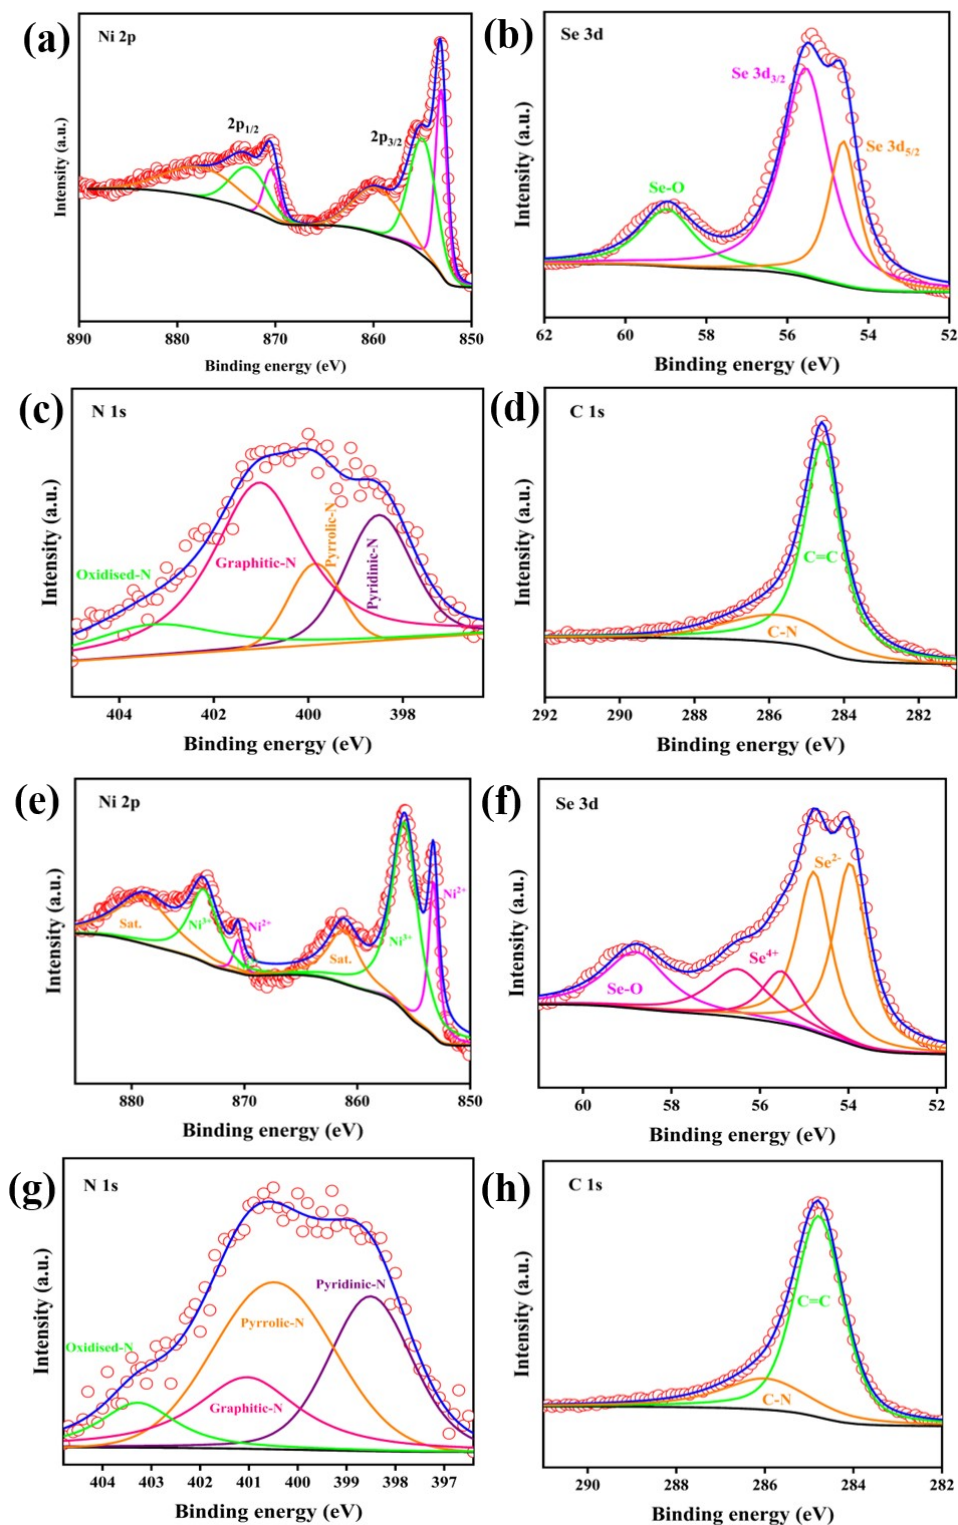 (a)
Ni 2p
2p1/2
2p3/2
Intensity (a.u.)
890 880 870 860 850
Binding energy (eV)
(b)
Se 3d
Se 3d3/2
Se 3d5/2
Se-O
Intensity (a.u.)
62 60 58 56 54 52
Binding energy (eV)
(c)
N 1s
Oxidised-N
Graphitic-N
Pyrrolic-N
Pyridinic-N
Intensity (a.u.)
404 402 400 398
Binding energy (eV)
(d)
C 1s
C=C
C-N
Intensity (a.u.)
292 290 288 286 284 282
Binding energy (eV)
(e)
Ni 2p
Sat.
Ni3+
Ni2+
Sat.
Ni3+
Ni2+
Intensity (a.u.)
880 870 860 850
Binding energy (eV)
(f)
Se 3d
Se2-
Se4+
Se-O
Intensity (a.u.)
60 58 56 54 52
Binding energy (eV)
(g)
N 1s
Oxidised-N
Pyrrolic-N
Graphitic-N
Pyridinic-N
Intensity (a.u.)
404 403 402 401 400 399 398 397
Binding energy (eV)
(h)
C 1s
C=C
C-N
Intensity (a.u.)
290 288 286 284 282
Binding energy (eV)